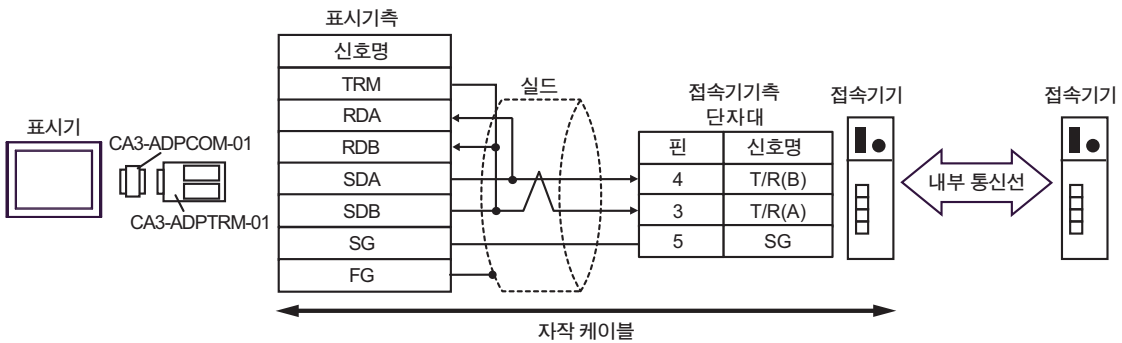 표시기
CA3-ADPCOM-01
CA3-ADPTRM-01
표시기측
신호명
TRM
RDA
RDB
SDA
SDB
SG
FG
실드
접속기기측
단자대
핀 신호명
4 T/R(B)
3 T/R(A)
5 SG
접속기기
내부 통신선
접속기기
자작 케이블